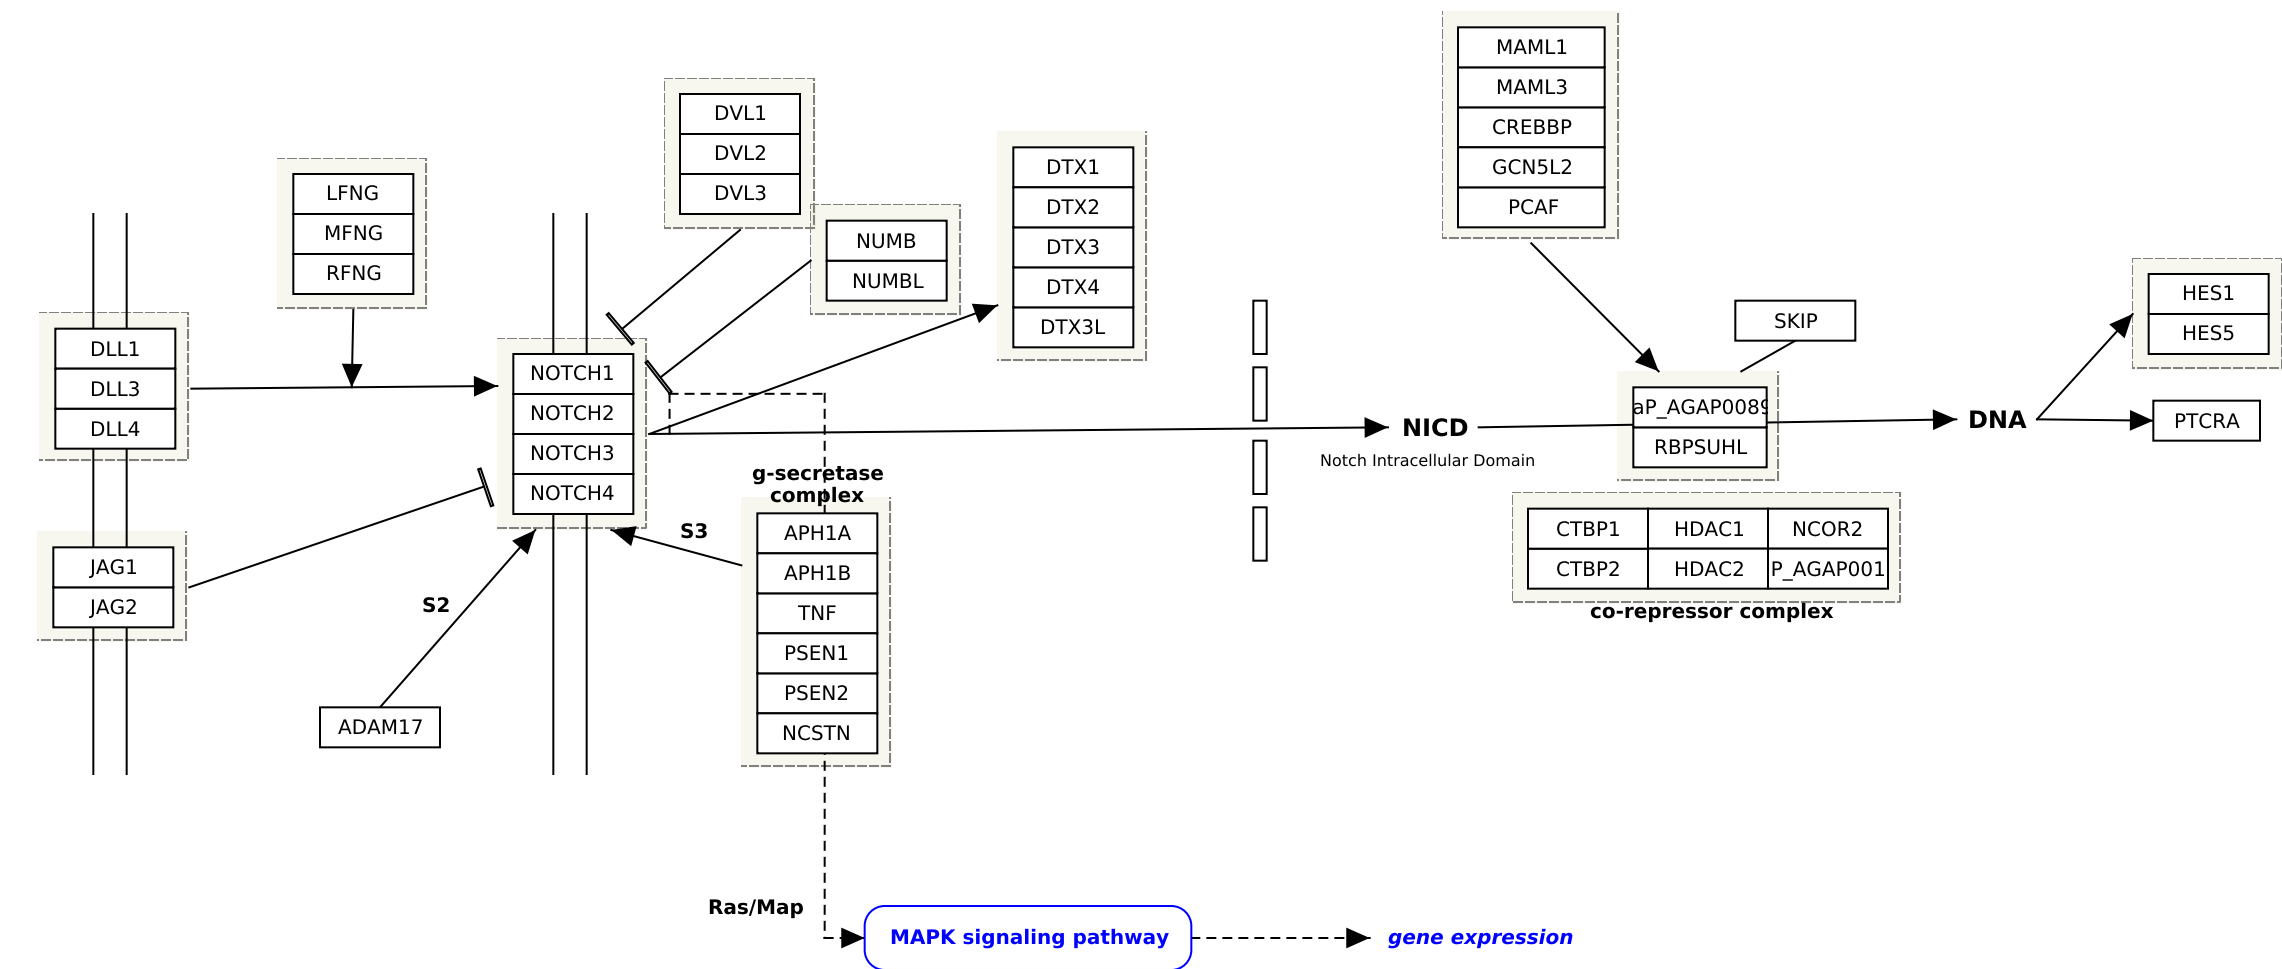 MAML1
MAML3
CREBBP
GCN5L2
PCAF
DVL1
DVL2
DVL3
LFNG
MFNG
RFNG
NUMB
NUMBL
DTX1
DTX2
DTX3
DTX4
DTX3L
DLL1
DLL3
DLL4
NOTCH1
NOTCH2
NOTCH3
NOTCH4
JAG1
JAG2
S2
S3
ADAM17
g-secretase
complex
APH1A
APH1B
TNF
PSEN1
PSEN2
NCSTN
NICD
Notch Intracellular Domain
SKIP
aP_AGAP0089
RBPSUHL
DNA
HES1
HES5
PTCRA
CTBP1 HDAC1 NCOR2
CTBP2 HDAC2 P_AGAP001
co-repressor complex
Ras/Map
MAPK signaling pathway
gene expression